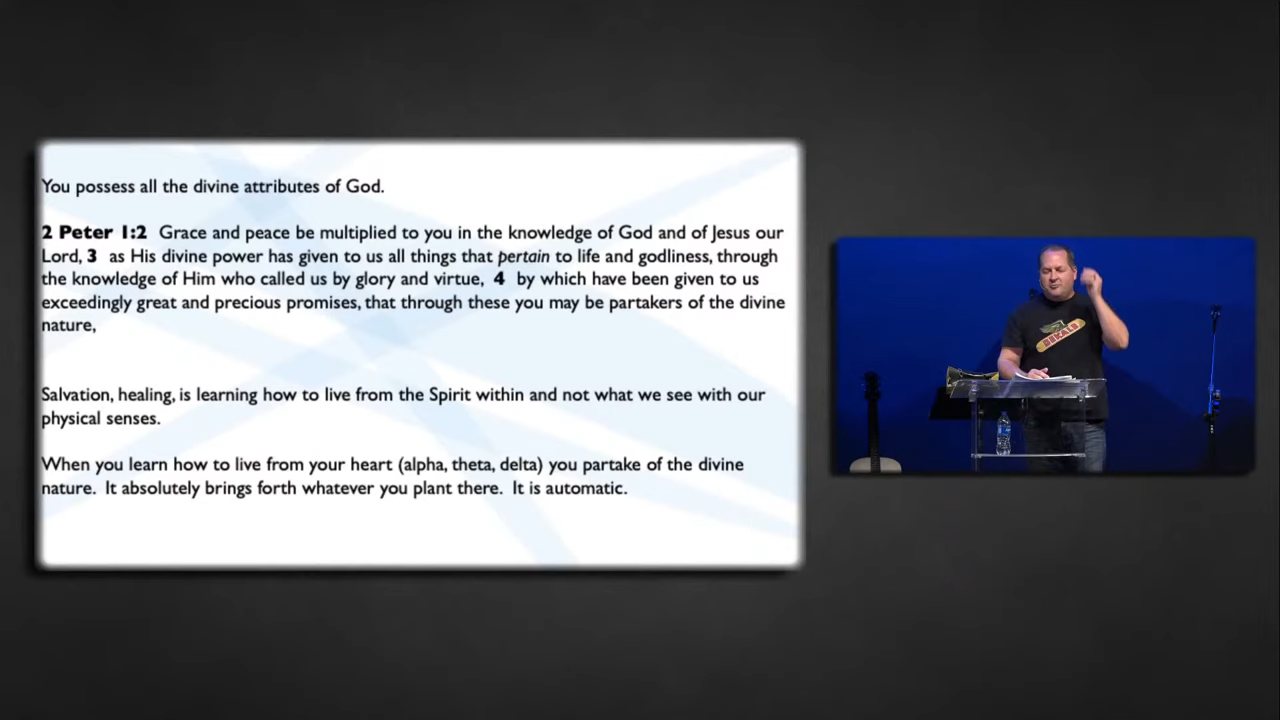 You possess all the divine attributes of God.
2 Peter 1:2 Grace and peace be multiplied to you in the knowledge of God and of Jesus our
Lord, 3 as His divine power has given to us all things that pertain to life and godliness, through
the knowledge of Him who called us by glory and virtue, 4 by which have been given to us
exceedingly great and precious promises, that through these you may be partakers of the divine
nature,
Salvation, healing, is learning how to live from the Spirit within and not what we see with our
physical senses.
When you learn how to live from your heart (alpha, theta, delta) you partake of the divine
nature. It absolutely brings forth whatever you plant there. It is automatic.